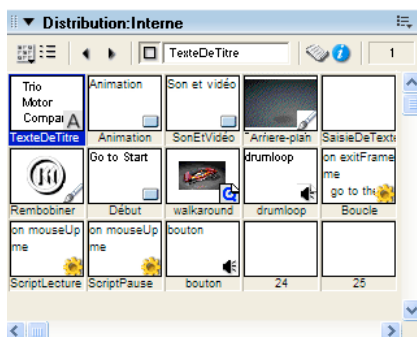 Distribution:Interne
TexteDeTitre
1
Trio
Motor
Compai
A
Animation
Son et vidéo
TexteDeTitre
Animation
SonEtVidéo
Arriere-plan
SaisieDeTexte
Go to Start
drumloop
on exitFrame
me
go to the
Rembobiner
Début
walkaround
drumloop
Boucle
on mouseUp
me
on mouseUp
me
bouton
ScriptLecture
ScriptPause
bouton
24
25